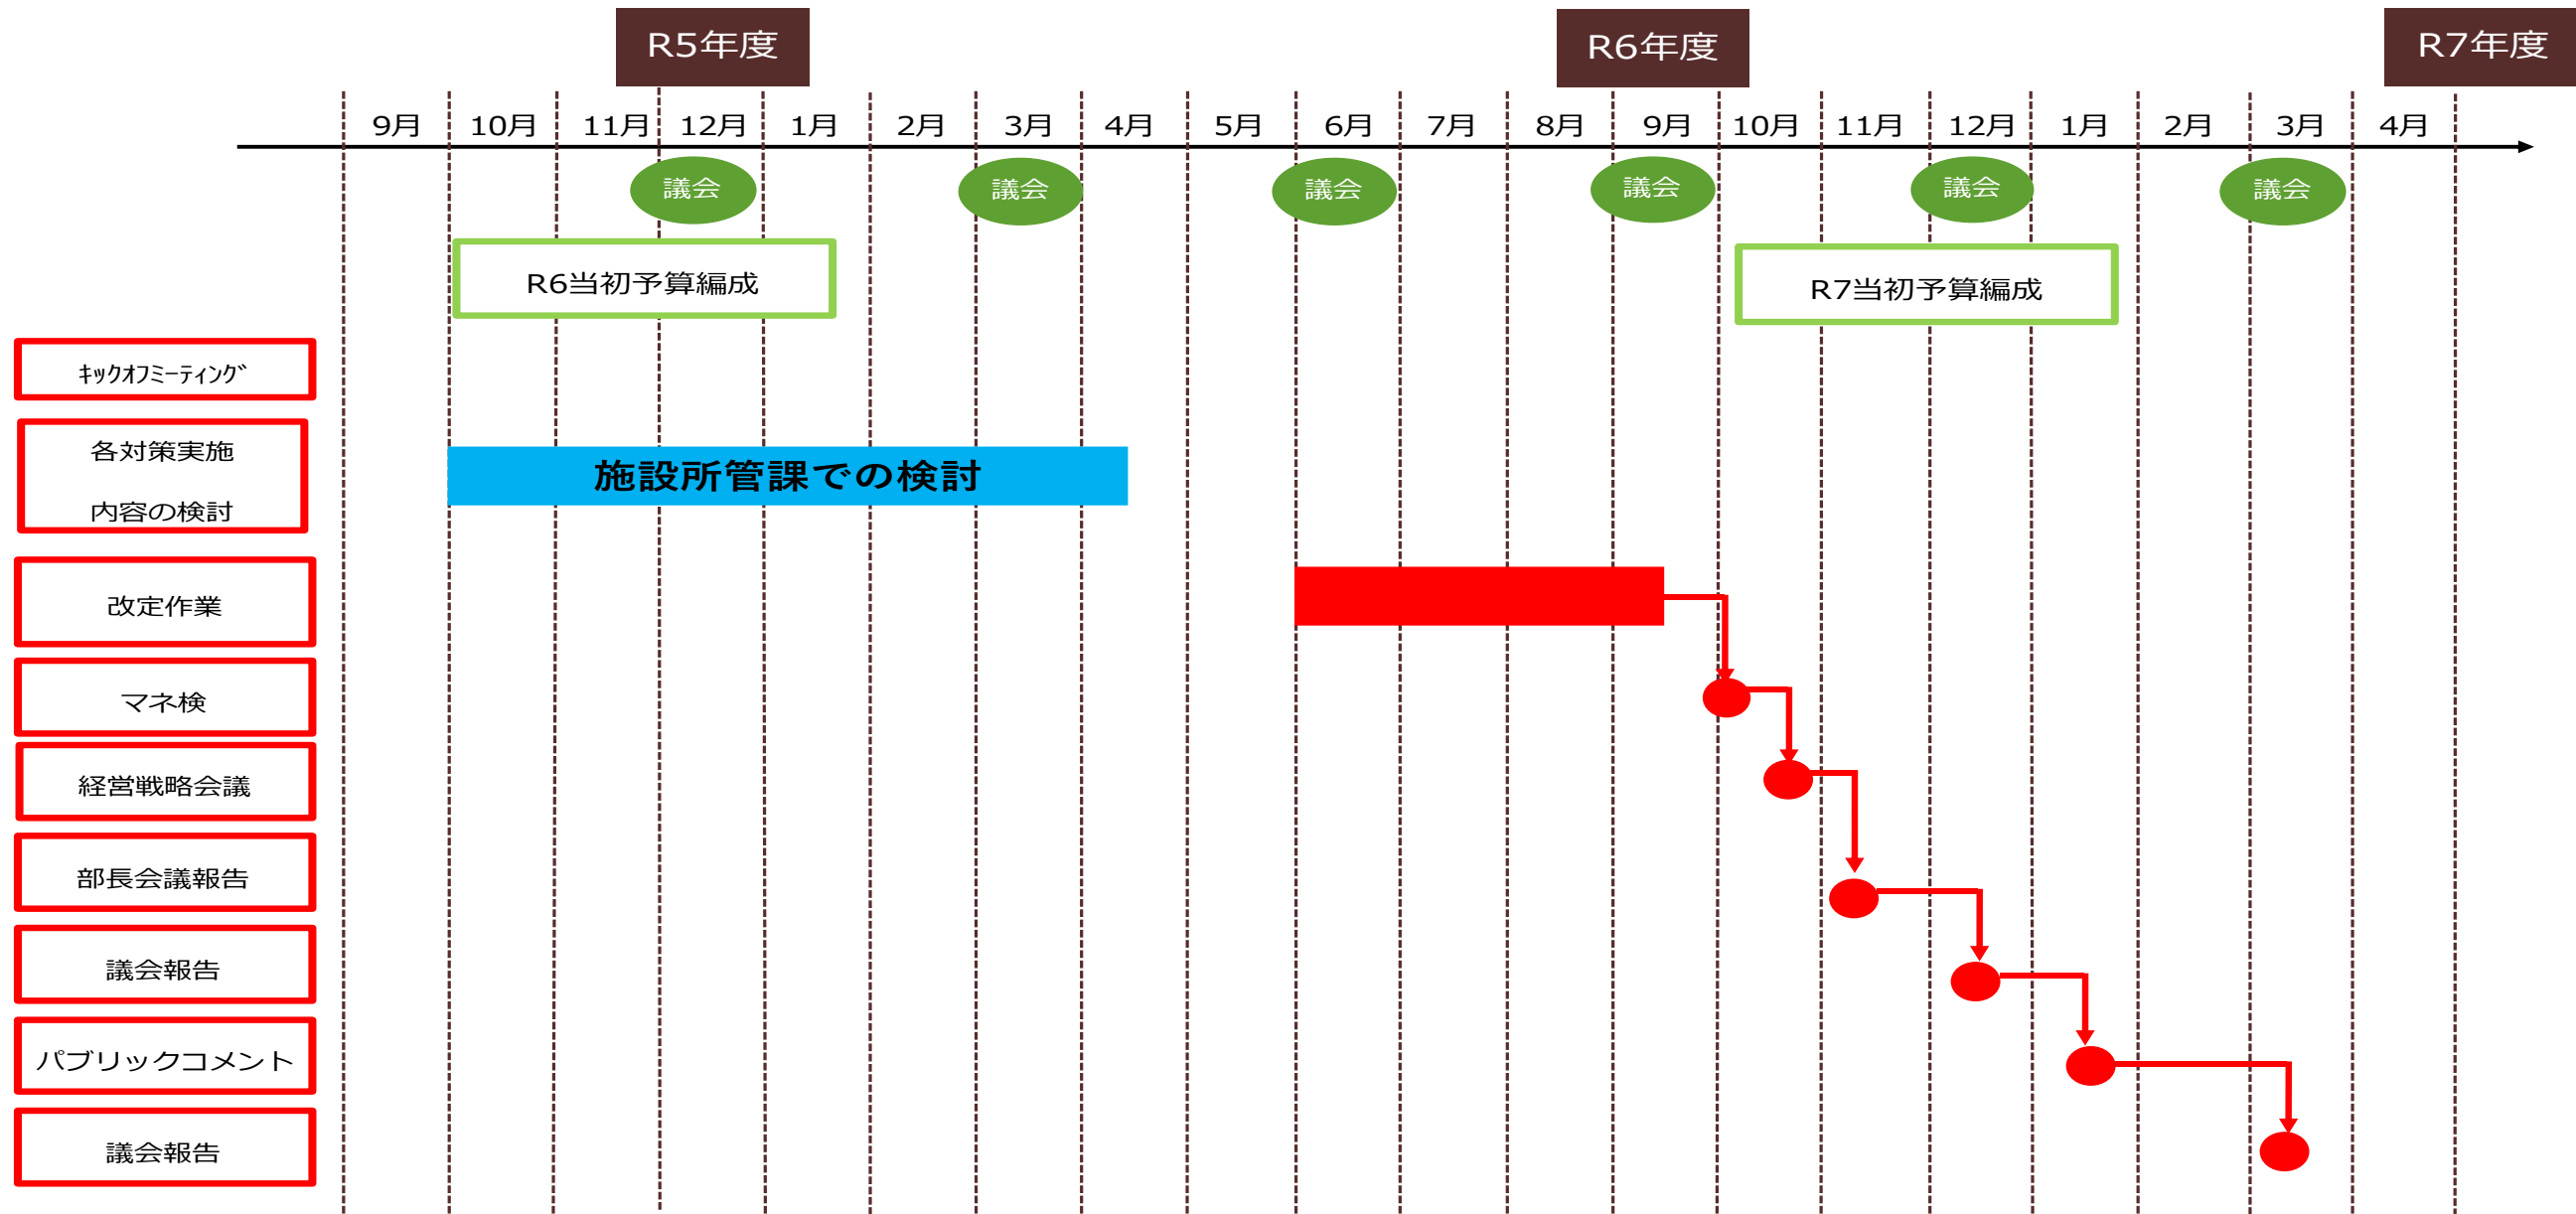 R5年度
R6年度
R7年度
9月 10月 11月 12月 1月 2月 3月 4月 5月 6月 7月 8月 9月 10月 11月 12月 1月 2月 3月 4月
議会 議会 議会 議会 議会 議会
R6当初予算編成
R7当初予算編成
ｷｯｸｵﾌﾐｰﾃｨﾝｸﾞ
各対策実施
内容の検討
施設所管課での検討
改定作業
マネ検
経営戦略会議
部長会議報告
議会報告
パブリックコメント
議会報告